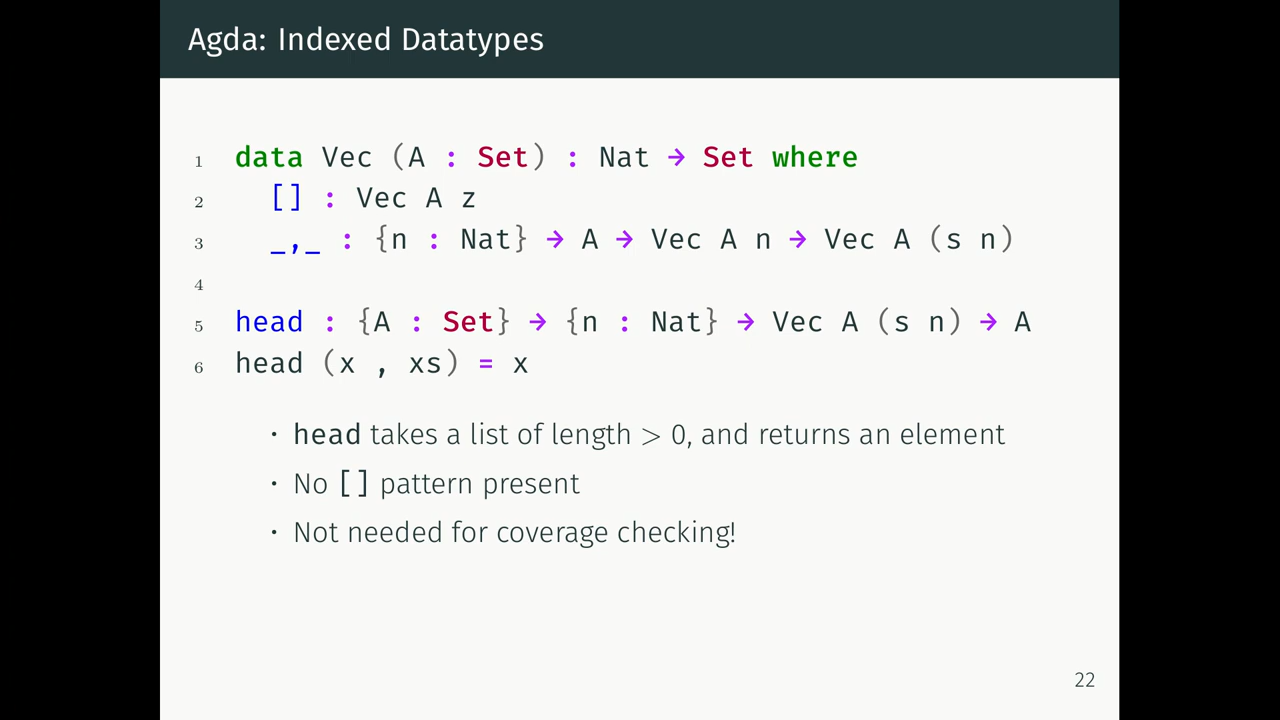 Agda: Indexed Datatypes
1 data Vec (A : Set) : Nat → Set where
2 [] : Vec A z
3 _,_ : {n : Nat} → A → Vec A n → Vec A (s n)
4
5 head : {A : Set} → {n : Nat} → Vec A (s n) → A
6 head (x , xs) = x
• head takes a list of length > 0, and returns an element
• No [] pattern present
• Not needed for coverage checking!
22